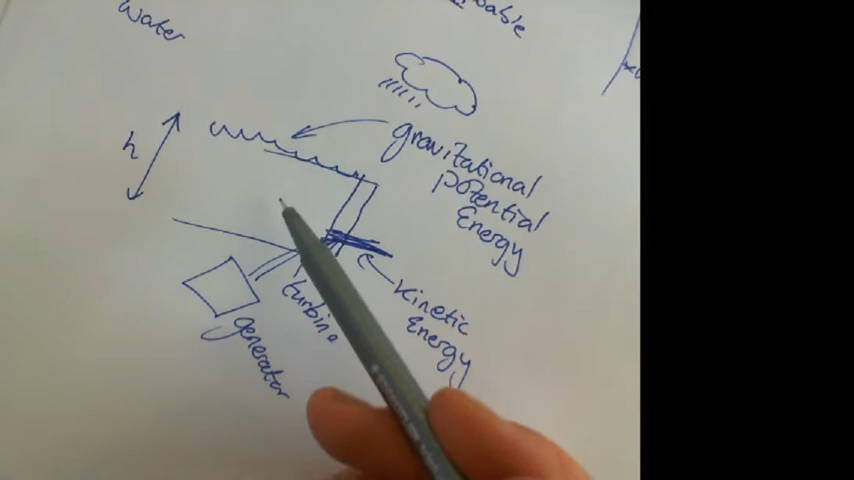 Water
h
gravitational
potential
Energy
Kinetic
Energy
turbine
generator